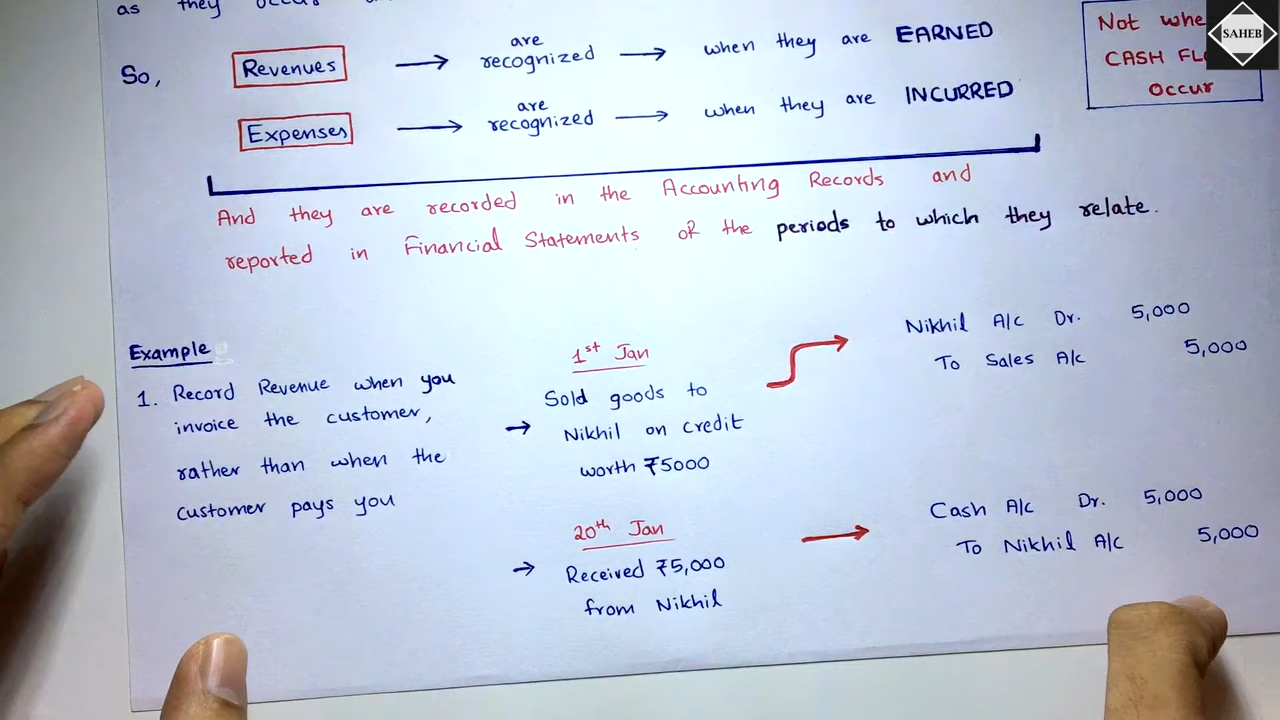 as they occur
So, Revenues → are recognized → when they are EARNED
Expenses → are recognized → when they are INCURRED
Not whe
CASH FL
Occur
SAHEB
And they are recorded in the Accounting Records and
reported in Financial Statements of the periods to which they relate.
Example
1. Record Revenue when you
invoice the customer,
rather than when the
customer pays you
1st Jan
→ Sold goods to
Nikhil on credit
worth ₹5000
Nikhil A/c Dr. 5,000
To Sales A/c 5,000
20th Jan
→ Received ₹5,000
from Nikhil
Cash A/c Dr. 5,000
To Nikhil A/c 5,000